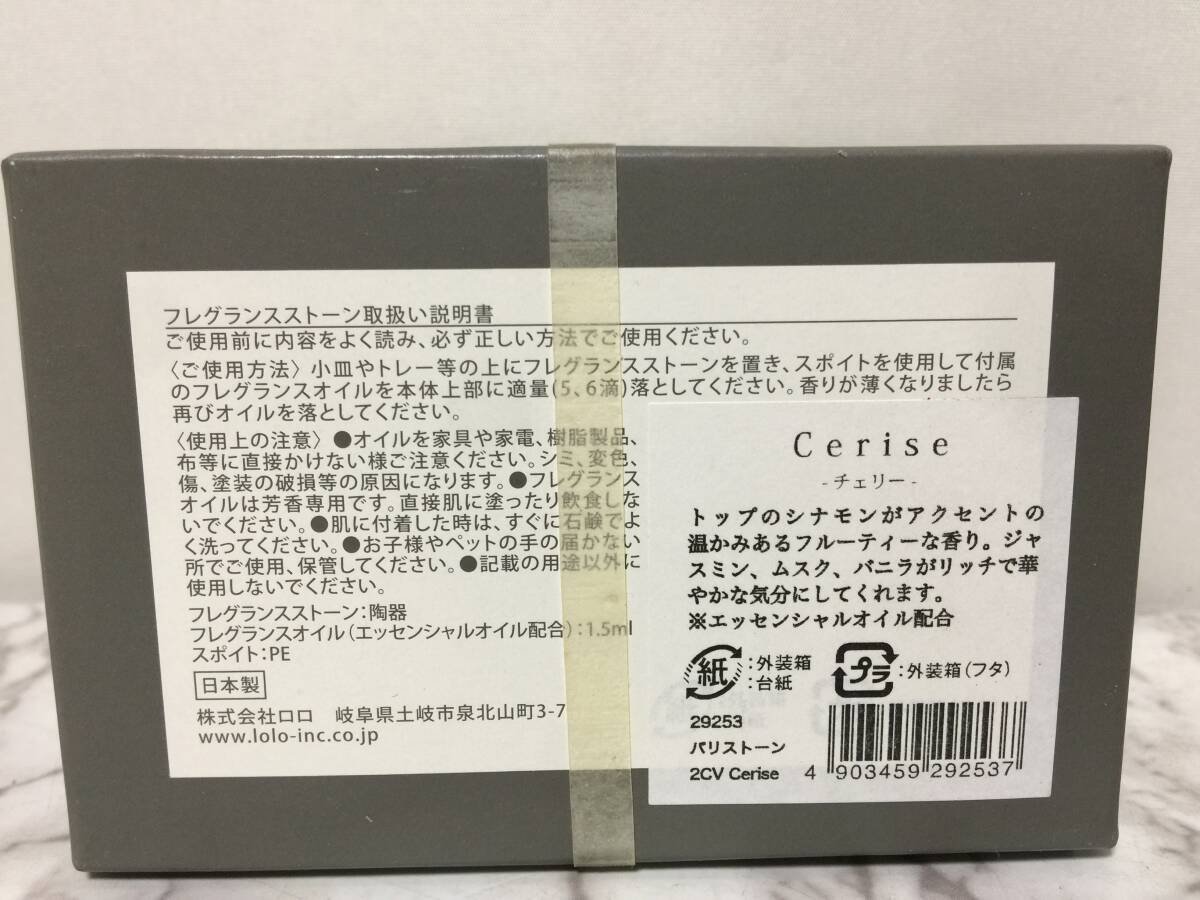 フレグランスストーン取扱い説明書
ご使用前に内容をよく読み、必ず正しい方法でご使用ください。
〈ご使用方法〉小皿やトレー等の上にフレグランスストーンを置き、スポイトを使用して付属
のフレグランスオイルを本体上部に適量(5、6滴)落としてください。香りが薄くなりましたら
再びオイルを落としてください。
〈使用上の注意〉●オイルを家具や家電、樹脂製品、
布等に直接かけない様ご注意ください。シミ、変色、
傷、塗装の破損等の原因になります。●フレグランス
オイルは芳香専用です。直接肌に塗ったり飲食しな
いでください。●肌に付着した時は、すぐに石鹸でよ
く洗ってください。●お子様やペットの手の届かない
所でご使用、保管してください。●記載の用途以外に
使用しないでください。
フレグランスストーン：陶器
フレグランスオイル（エッセンシャルオイル配合）：1.5ml
スポイト：PE
日本製
株式会社ロロ 岐阜県土岐市泉北山町3-7
www.lolo-inc.co.jp
Cerise
- チェリー -
トップのシナモンがアクセントの
温かみあるフルーティーな香り。ジャ
スミン、ムスク、バニラがリッチで華
やかな気分にしてくれます。
※エッセンシャルオイル配合
紙：外装箱
：台紙
プラ：外装箱（フタ）
29253
パリストーン
2CV Cerise
4 903459 292537